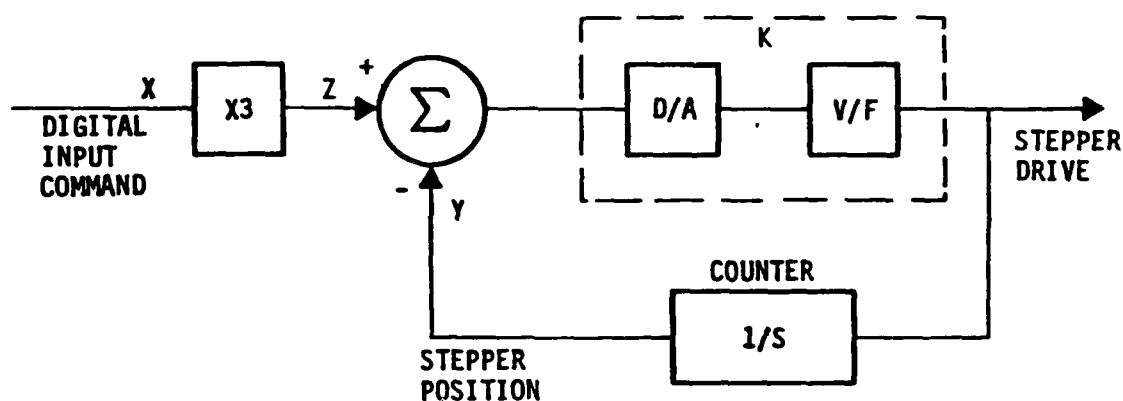 K
X
X3
Z
+
Σ
D/A
V/F
DIGITAL
INPUT
COMMAND
STEPPER
DRIVE
-
Y
COUNTER
1/S
STEPPER
POSITION